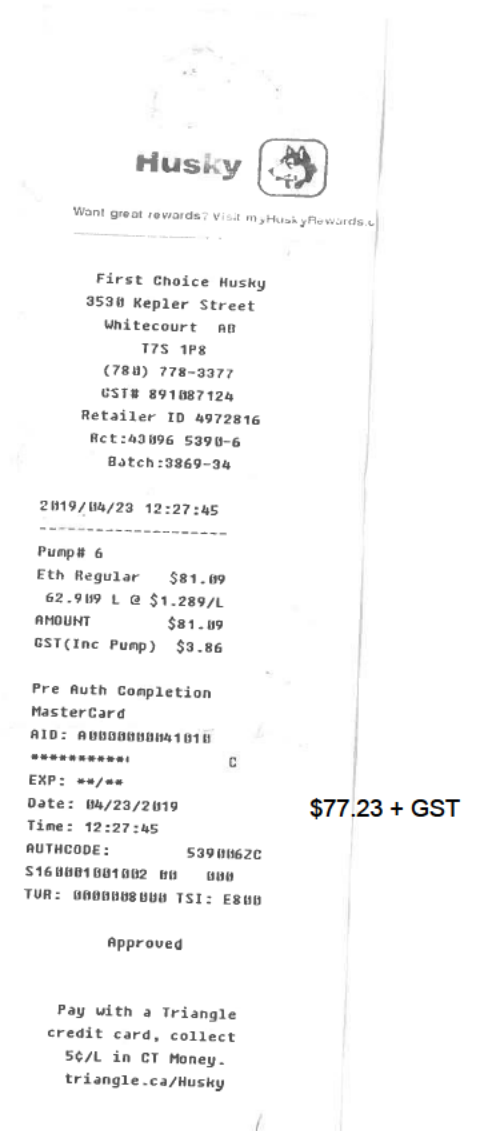 Husky
Want great rewards? Visit myHuskyRewards.c
First Choice Husky
3530 Kepler Street
Whitecourt AB
T7S 1P8
(780) 778-3377
GST# 891087124
Retailer ID 4972816
Rct:43096 5390-6
Batch:3869-34
2019/04/23 12:27:45
--------------------
Pump# 6
Eth Regular $81.09
62.909 L @ $1.289/L
AMOUNT $81.09
GST(Inc Pump) $3.86
Pre Auth Completion
MasterCard
AID: A0000000041010
********** C
EXP: **/**
Date: 04/23/2019
$77.23 + GST
Time: 12:27:45
AUTHCODE: 539006ZC
S160001001002 00 000
TVR: 0000008000 TSI: E800
Approved
Pay with a Triangle
credit card, collect
5¢/L in CT Money.
triangle.ca/Husky